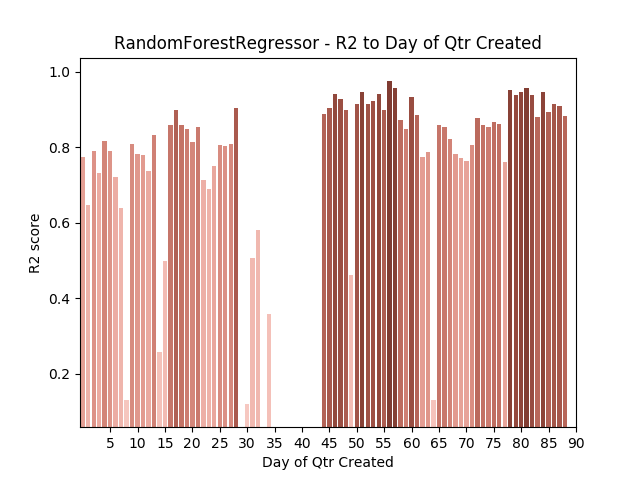 RandomForestRegressor - R2 to Day of Qtr Created
1.0
0.8
0.6
0.4
0.2
R2 score
5 10 15 20 25 30 35 40 45 50 55 60 65 70 75 80 85 90
Day of Qtr Created